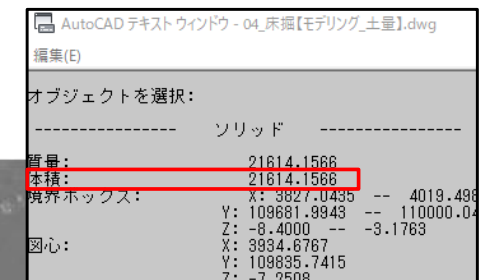 AutoCAD テキスト ウィンドウ - 04_床掘【モデリング_土量】.dwg
編集(E)
オブジェクトを選択:
---------------- ソリッド ----------------
質量: 21614.1566
体積: 21614.1566
境界ボックス: X: 3827.0435 -- 4019.498
Y: 109681.9943 -- 110000.04
Z: -8.4000 -- -3.1763
図心: X: 3934.6767
Y: 109835.7415
Z: -7.2508